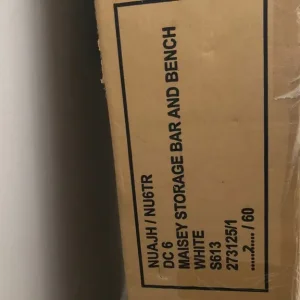 NUAJH / NU6TR
DC 6
MAISEY STORAGE BAR AND BENCH
WHITE
S613
273125/1
.....2..... / 60